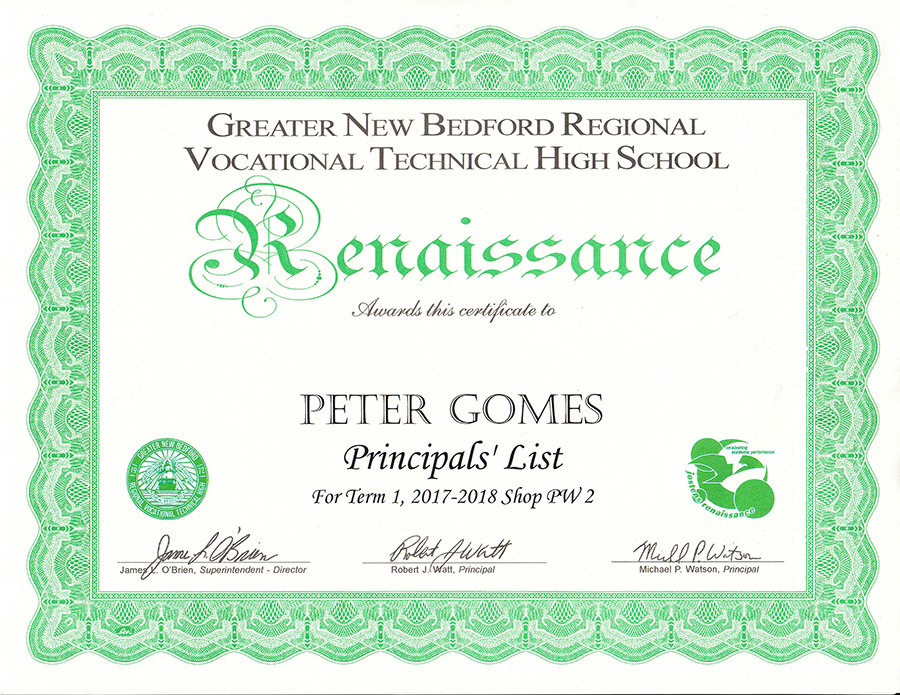 GREATER NEW BEDFORD REGIONAL
VOCATIONAL TECHNICAL HIGH SCHOOL
Renaissance
Awards this certificate to
PETER GOMES
Principals' List
For Term 1, 2017-2018 Shop PW 2
GREATER NEW BEDFORD
REGIONAL VOCATIONAL TECHNICAL HIGH
celebrating
academic performance
jostens renaissance
James L. O'Brien
Robert J Watt
Michael P. Watson
James L. O'Brien, Superintendent - Director
Robert J. Watt, Principal
Michael P. Watson, Principal